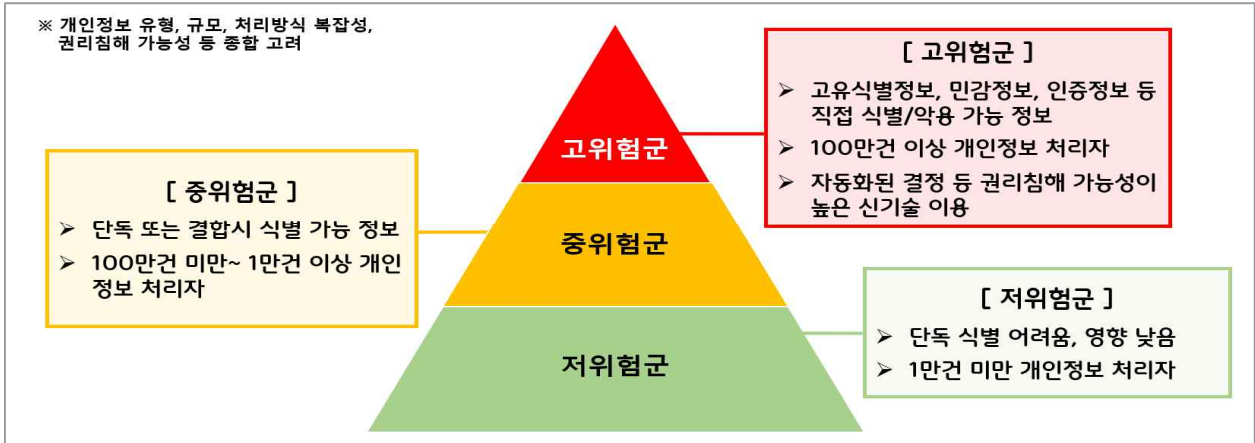 ※ 개인정보 유형, 규모, 처리방식 복잡성,
권리침해 가능성 등 종합 고려
[ 고위험군 ]
➢ 고유식별정보, 민감정보, 인증정보 등
직접 식별/악용 가능 정보
➢ 100만건 이상 개인정보 처리자
➢ 자동화된 결정 등 권리침해 가능성이
높은 신기술 이용
고위험군
[ 중위험군 ]
➢ 단독 또는 결합시 식별 가능 정보
➢ 100만건 미만~ 1만건 이상 개인
정보 처리자
중위험군
[ 저위험군 ]
➢ 단독 식별 어려움, 영향 낮음
➢ 1만건 미만 개인정보 처리자
저위험군